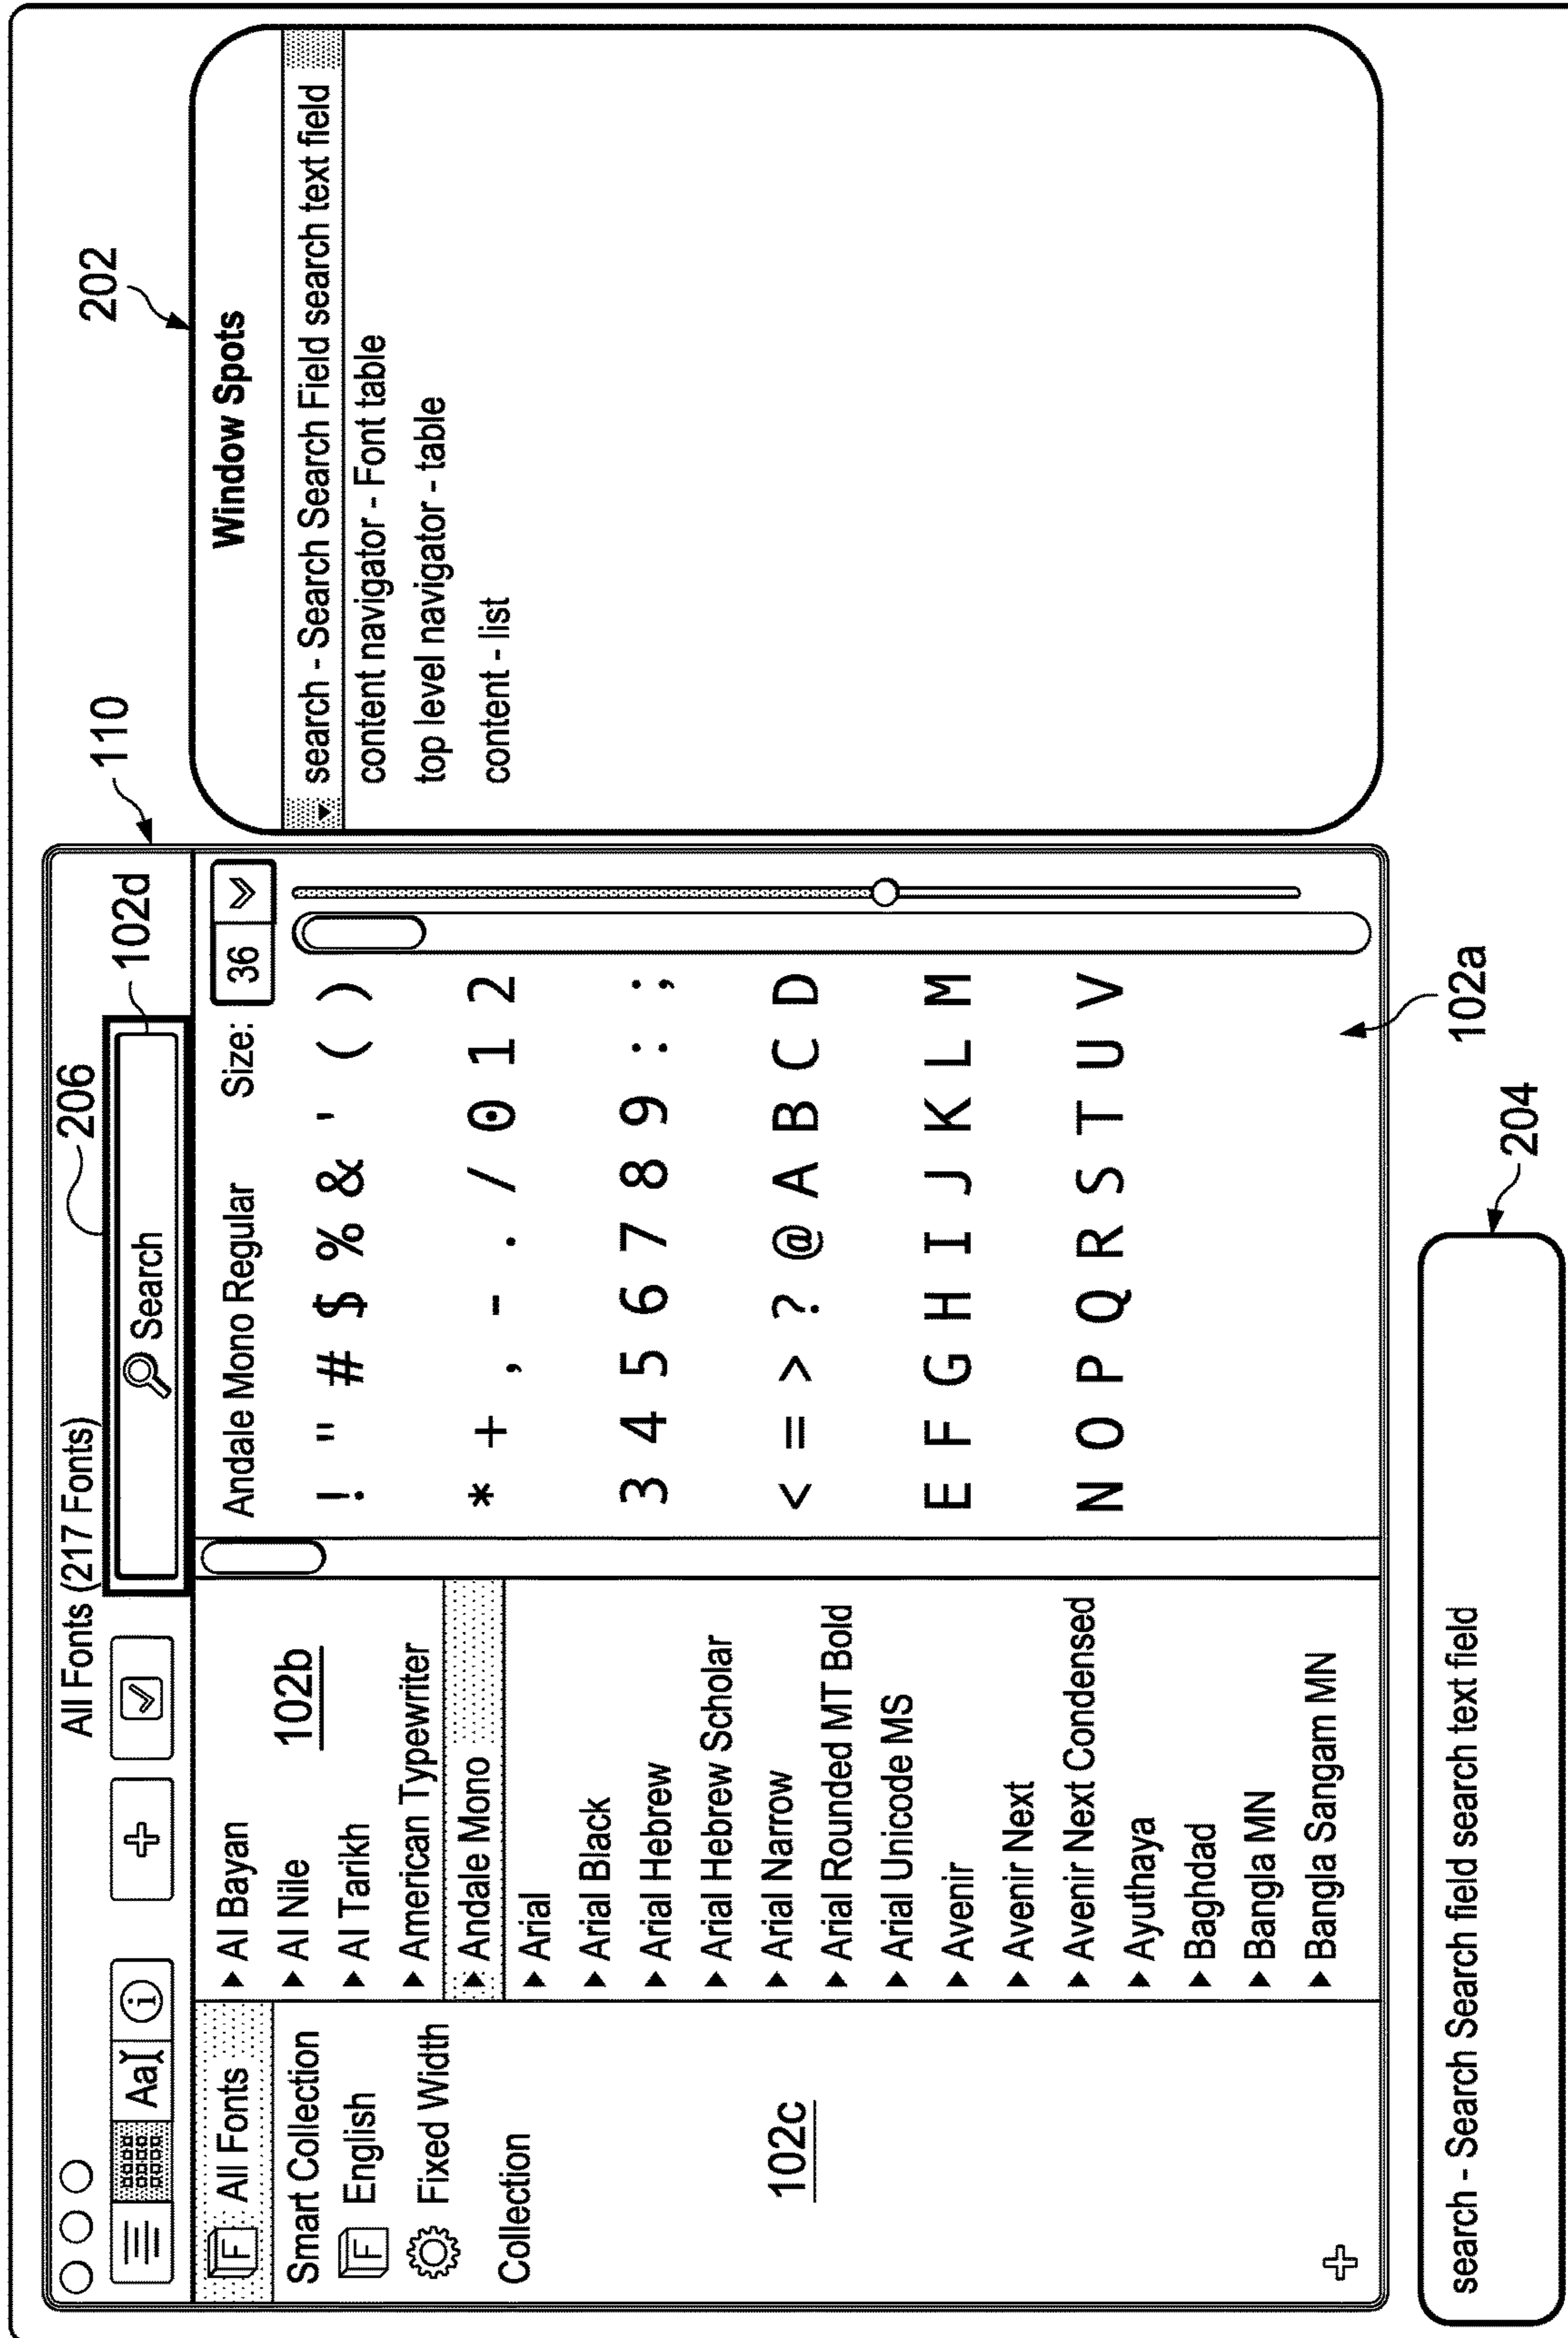 All Fonts (217 Fonts)
206
110
202
Aa
i
Search
102d
Window Spots
search - Search Search Field search text field
content navigator - Font table
top level navigator - table
content - list
F All Fonts
Smart Collection
F English
Fixed Width
Collection
102c
Al Bayan
102b
Al Nile
Al Tarikh
American Typewriter
Andale Mono
Arial
Arial Black
Arial Hebrew
Arial Hebrew Scholar
Arial Narrow
Arial Rounded MT Bold
Arial Unicode MS
Avenir
Avenir Next
Avenir Next Condensed
Ayuthaya
Baghdad
Bangla MN
Bangla Sangam MN
Andale Mono Regular Size: 36
! " # $ % & ' ( )
* + , - . / 0 1 2
3 4 5 6 7 8 9 : ;
< = > ? @ A B C D
E F G H I J K L M
N O P Q R S T U V
102a
search - Search Search field search text field
204